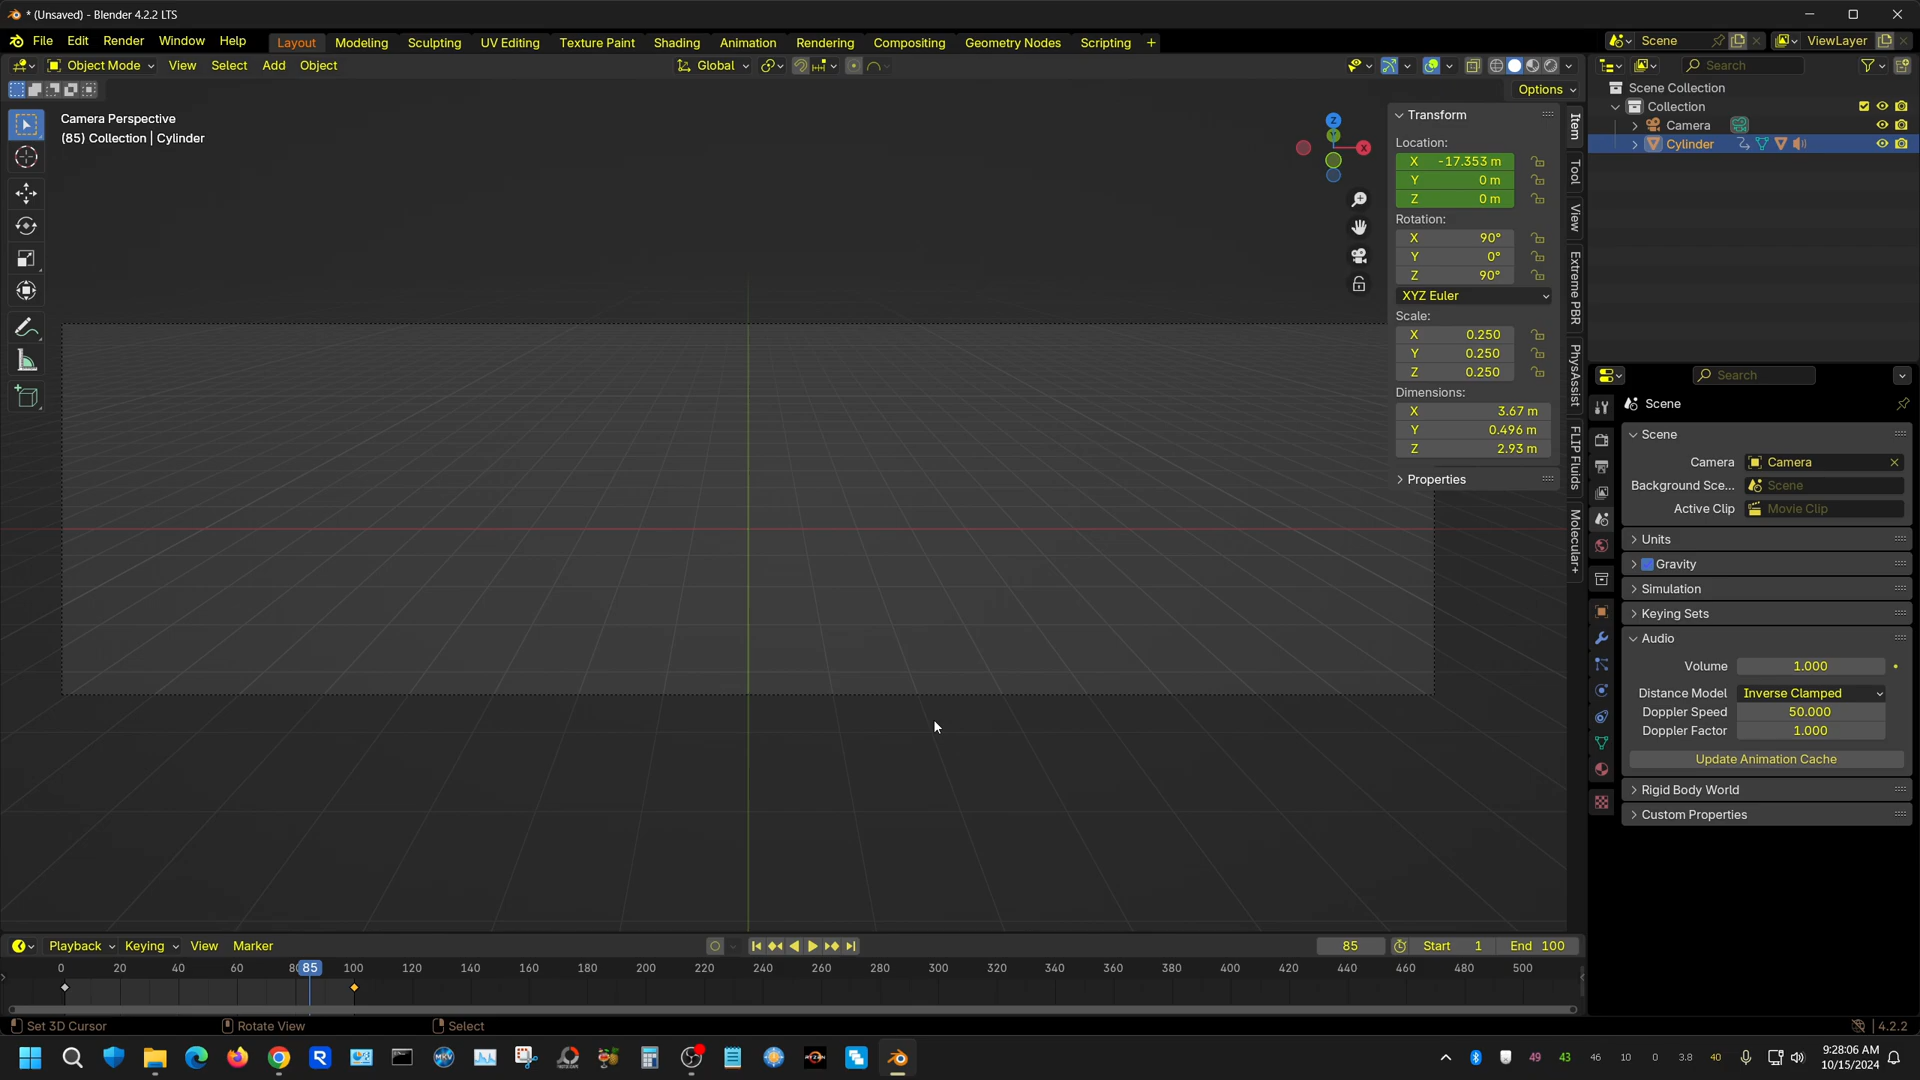 * (Unsaved) - Blender 4.2.2 LTS
File Edit Render Window Help Layout Modeling Sculpting UV Editing Texture Paint Shading Animation Rendering Compositing Geometry Nodes Scripting + Scene ViewLayer
Object Mode View Select Add Object Global Search
Options
Camera Perspective
(85) Collection | Cylinder
Z
X
Transform
Location:
X -17.353 m
Y 0 m
Z 0 m
Rotation:
X 90°
Y 0°
Z 90°
XYZ Euler
Scale:
X 0.250
Y 0.250
Z 0.250
Dimensions:
X 3.67 m
Y 0.496 m
Z 2.93 m
Properties
Item
Tool
View
Extreme PBR
PhysAssist
FLIP Fluids
Molecular+
Scene Collection
Collection
Camera
Cylinder
Search
Scene
Scene
Camera Camera
Background Sce... Scene
Active Clip Movie Clip
Units
Gravity
Simulation
Keying Sets
Audio
Volume 1.000
Distance Model Inverse Clamped
Doppler Speed 50.000
Doppler Factor 1.000
Update Animation Cache
Rigid Body World
Custom Properties
Playback Keying View Marker 85 Start 1 End 100
0 20 40 60 8 85 100 120 140 160 180 200 220 240 260 280 300 320 340 360 380 400 420 440 460 480 500
Set 3D Cursor Rotate View Select 4.2.2
49 43 46 10 0 3.8 40 9:28:06 AM
10/15/2024